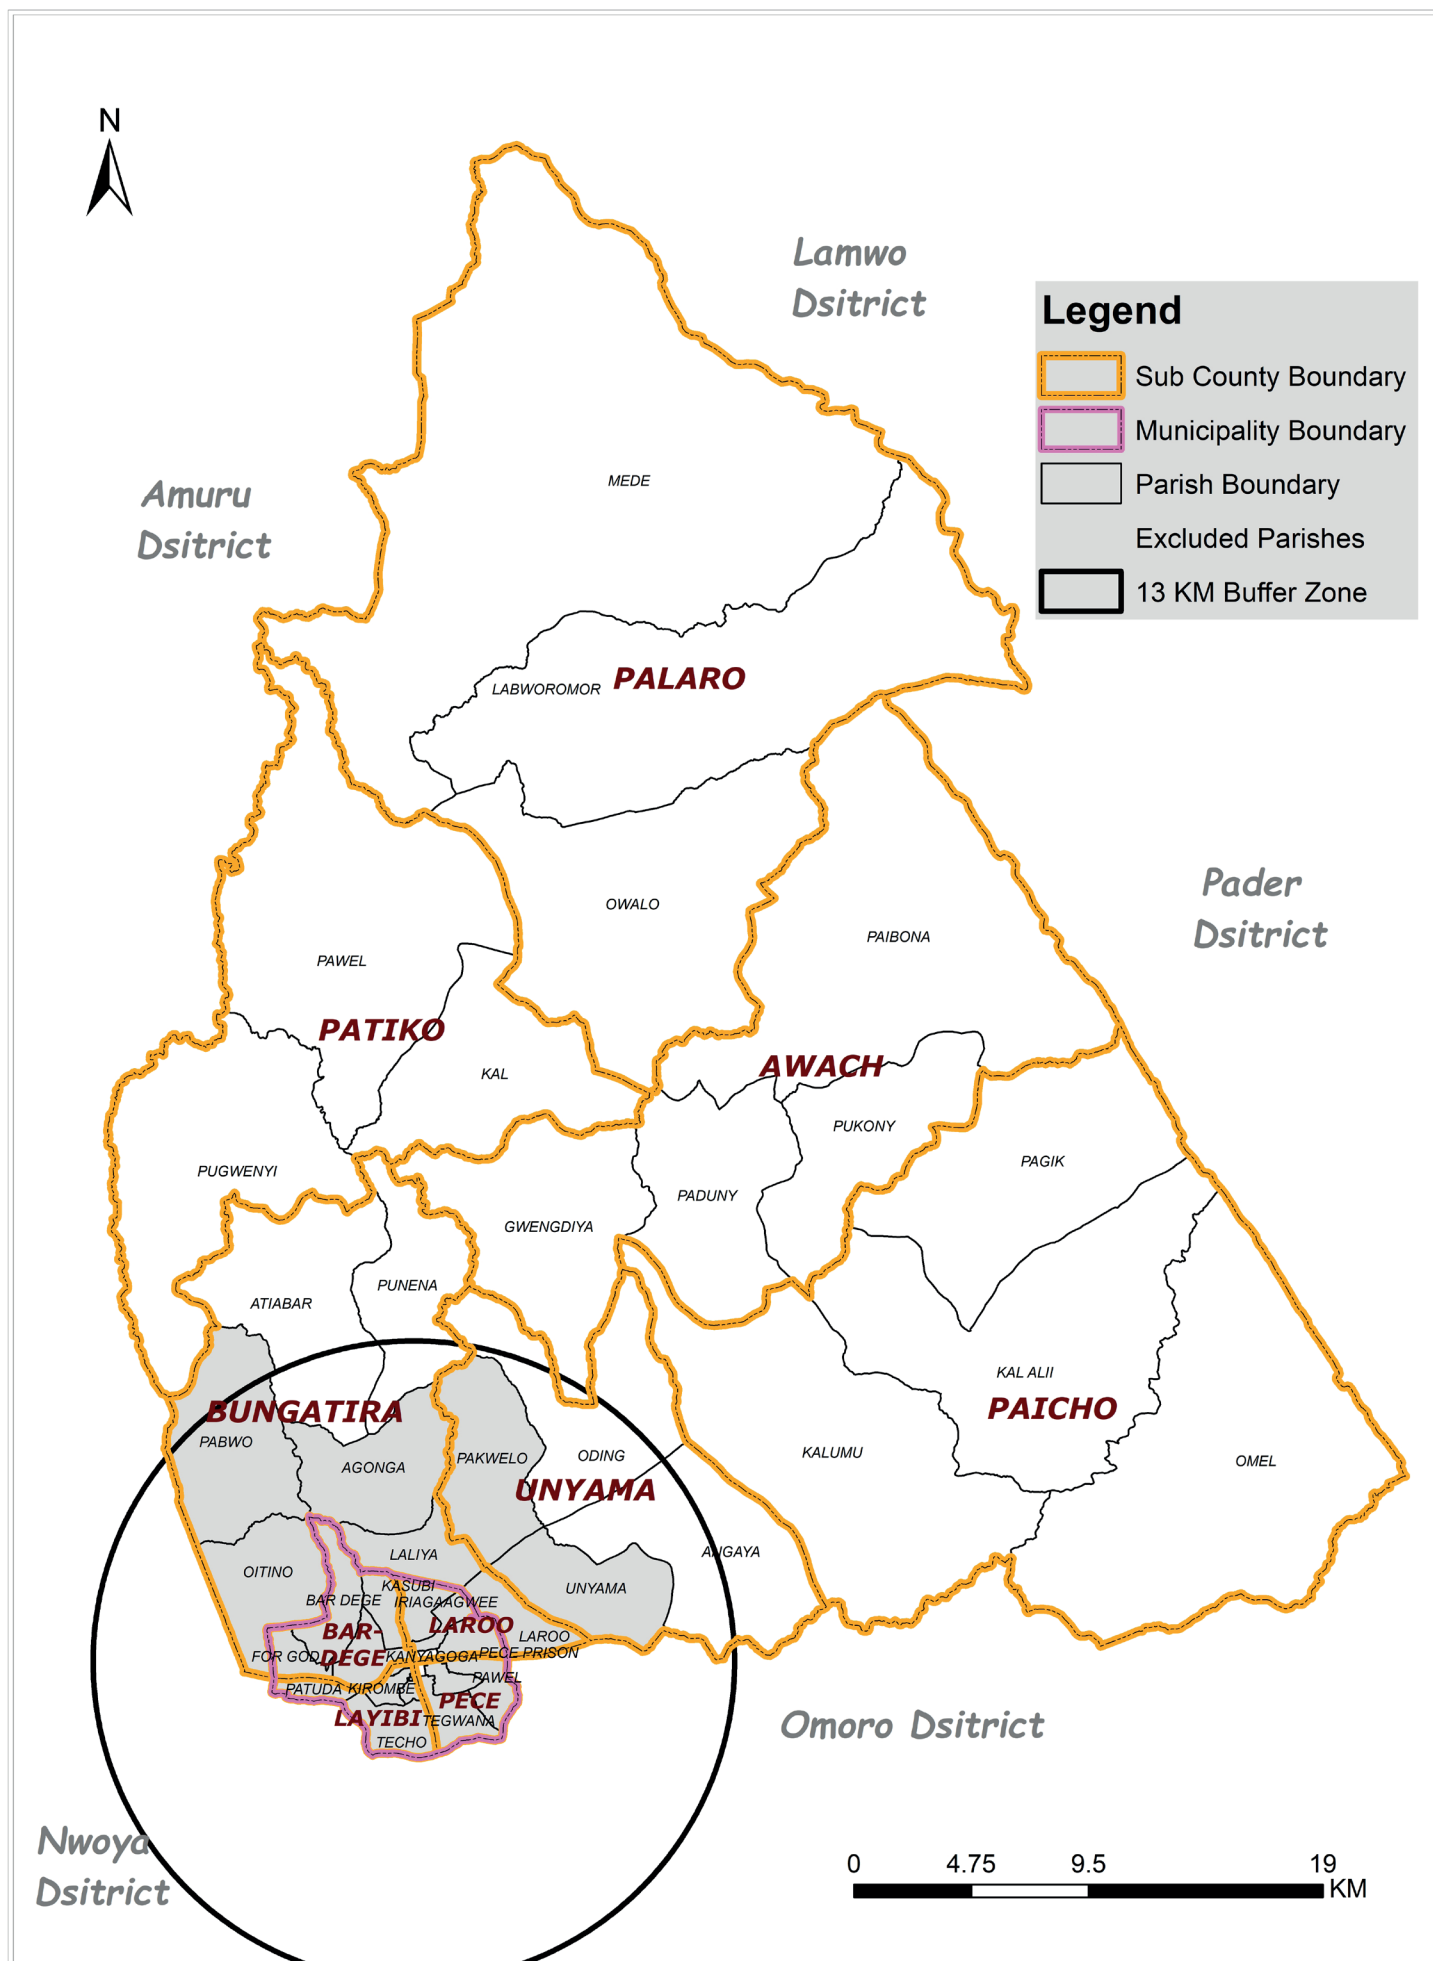 N
Lamwo
Dsitrict
Legend
Sub County Boundary
Municipality Boundary
Parish Boundary
Excluded Parishes
13 KM Buffer Zone
Amuru
Dsitrict
MEDE
PALARO
LABWOROMOR
OWALO
Pader
Dsitrict
PAIBONA
PAWEL
PATIKO
KAL
AWACH
PUKONY
PAGIK
PUGWENYI
PADUNY
GWENGDIYA
PUNENA
ATIABAR
KAL ALII
PAICHO
BUNGATIRA
PABWO
AGONGA
PAKWELO
ODING
KALUMU
OMEL
UNYAMA
ANGAYA
LALIYA
OITINO
KASUBI
UNYAMA
BAR DEGE
IRIAGAAGWEE
LAROO
BAR-
DEGE
LAROO
FOR GOD
KANYAGOGA
PECE PRISON
PAWEL
PATUDA
KIROMBE
PECE
LAYIBI
TEGWANA
TECHO
Omoro Dsitrict
Nwoya
Dsitrict
0 4.75 9.5 19
KM